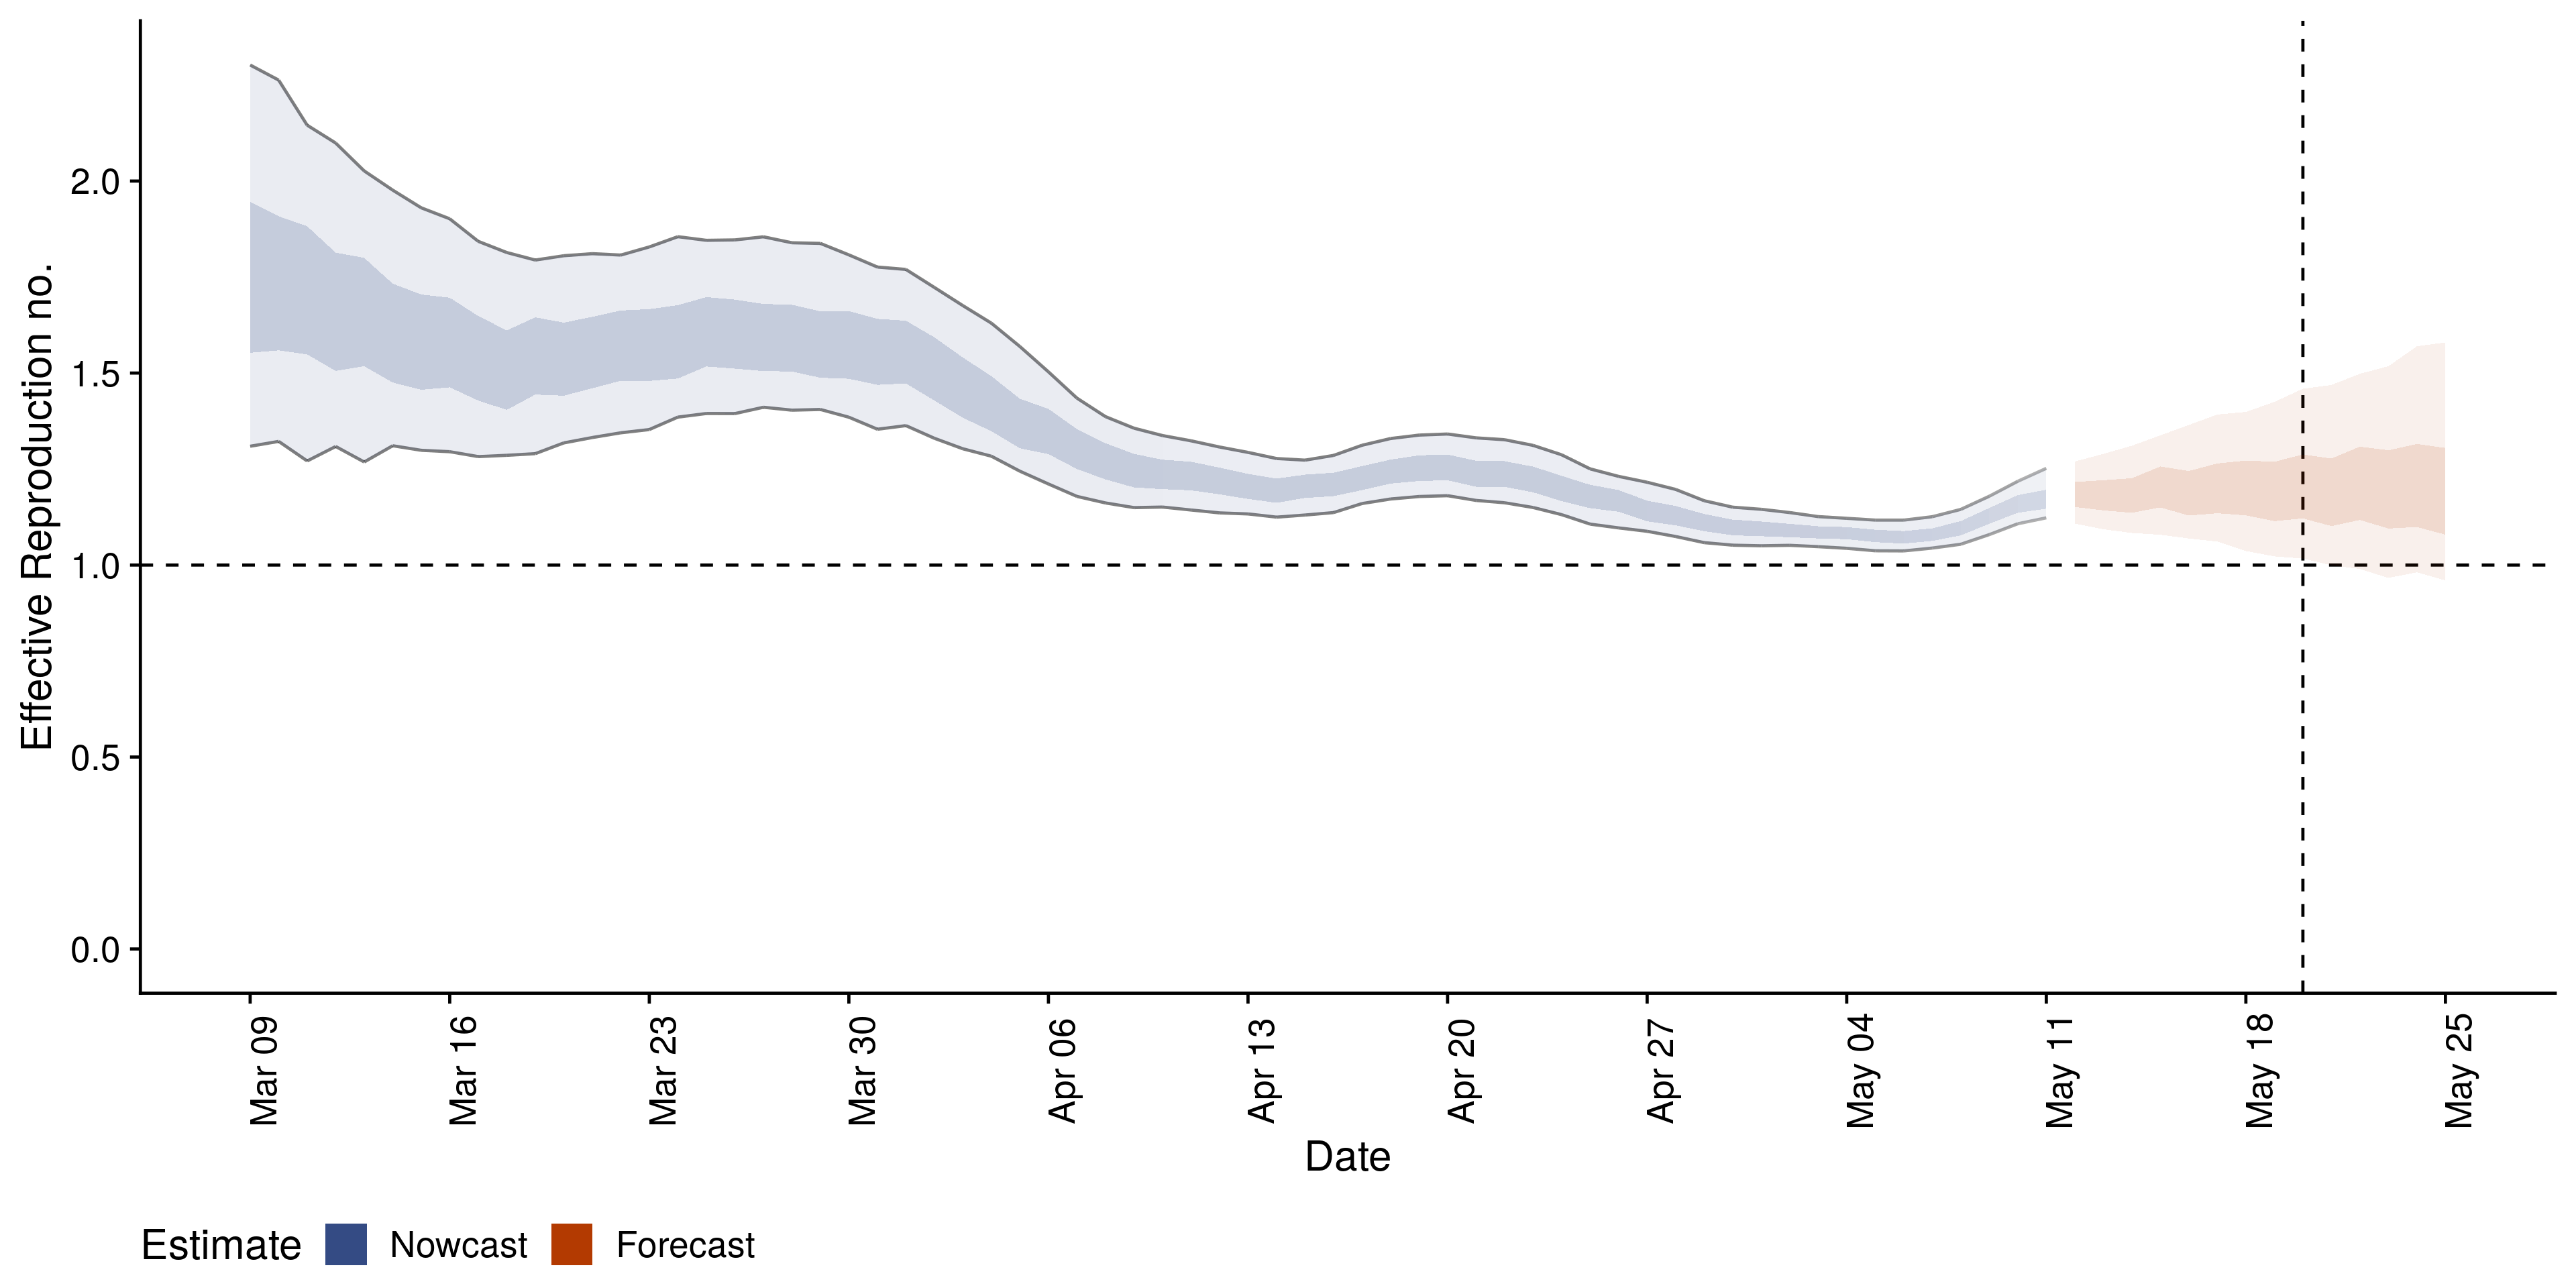 Effective Reproduction no.
2.0
1.5
1.0
0.5
0.0
Mar 09
Mar 16
Mar 23
Mar 30
Apr 06
Apr 13
Apr 20
Apr 27
May 04
May 11
May 18
May 25
Date
Estimate Nowcast Forecast